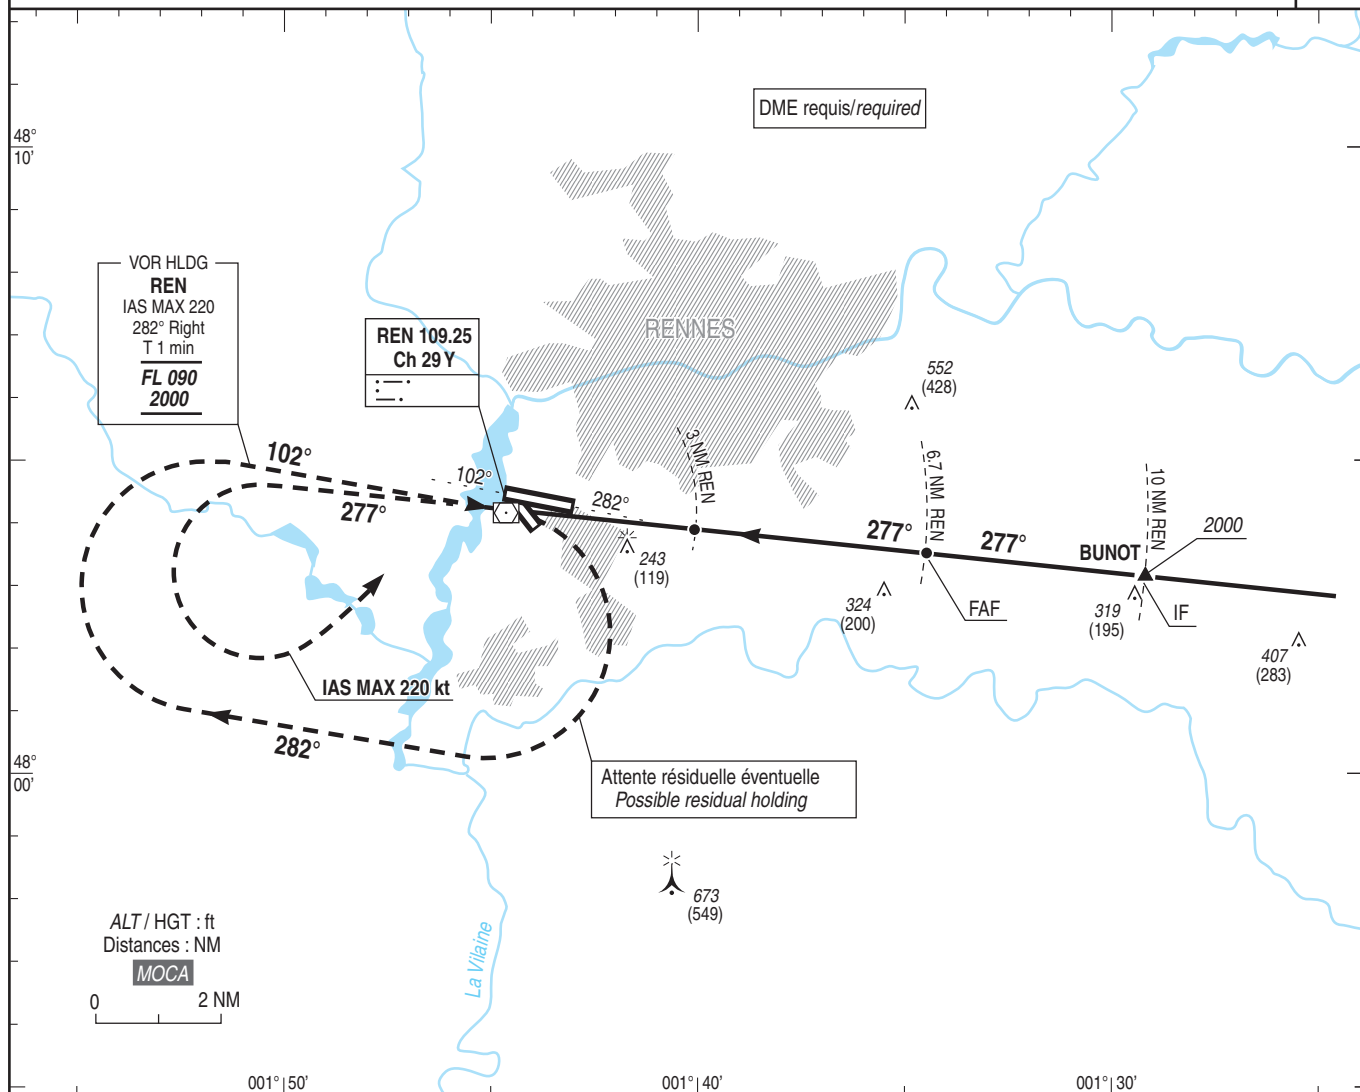 DME requis/required
48°
10'
VOR HLDG
REN
IAS MAX 220
282° Right
T 1 min
FL 090
2000
REN 109.25
Ch 29 Y
RENNES
552
(428)
102°
277°
102°
282°
3 NM REN
6.7 NM REN
10 NM REN
277°
277°
BUNOT
2000
243
(119)
324
(200)
FAF
319
(195)
IF
407
(283)
IAS MAX 220 kt
282°
48°
00'
Attente résiduelle éventuelle
Possible residual holding
673
(549)
ALT / HGT : ft
Distances : NM
MOCA
0 2 NM
La Vilaine
001° 50'
001° 40'
001° 30'